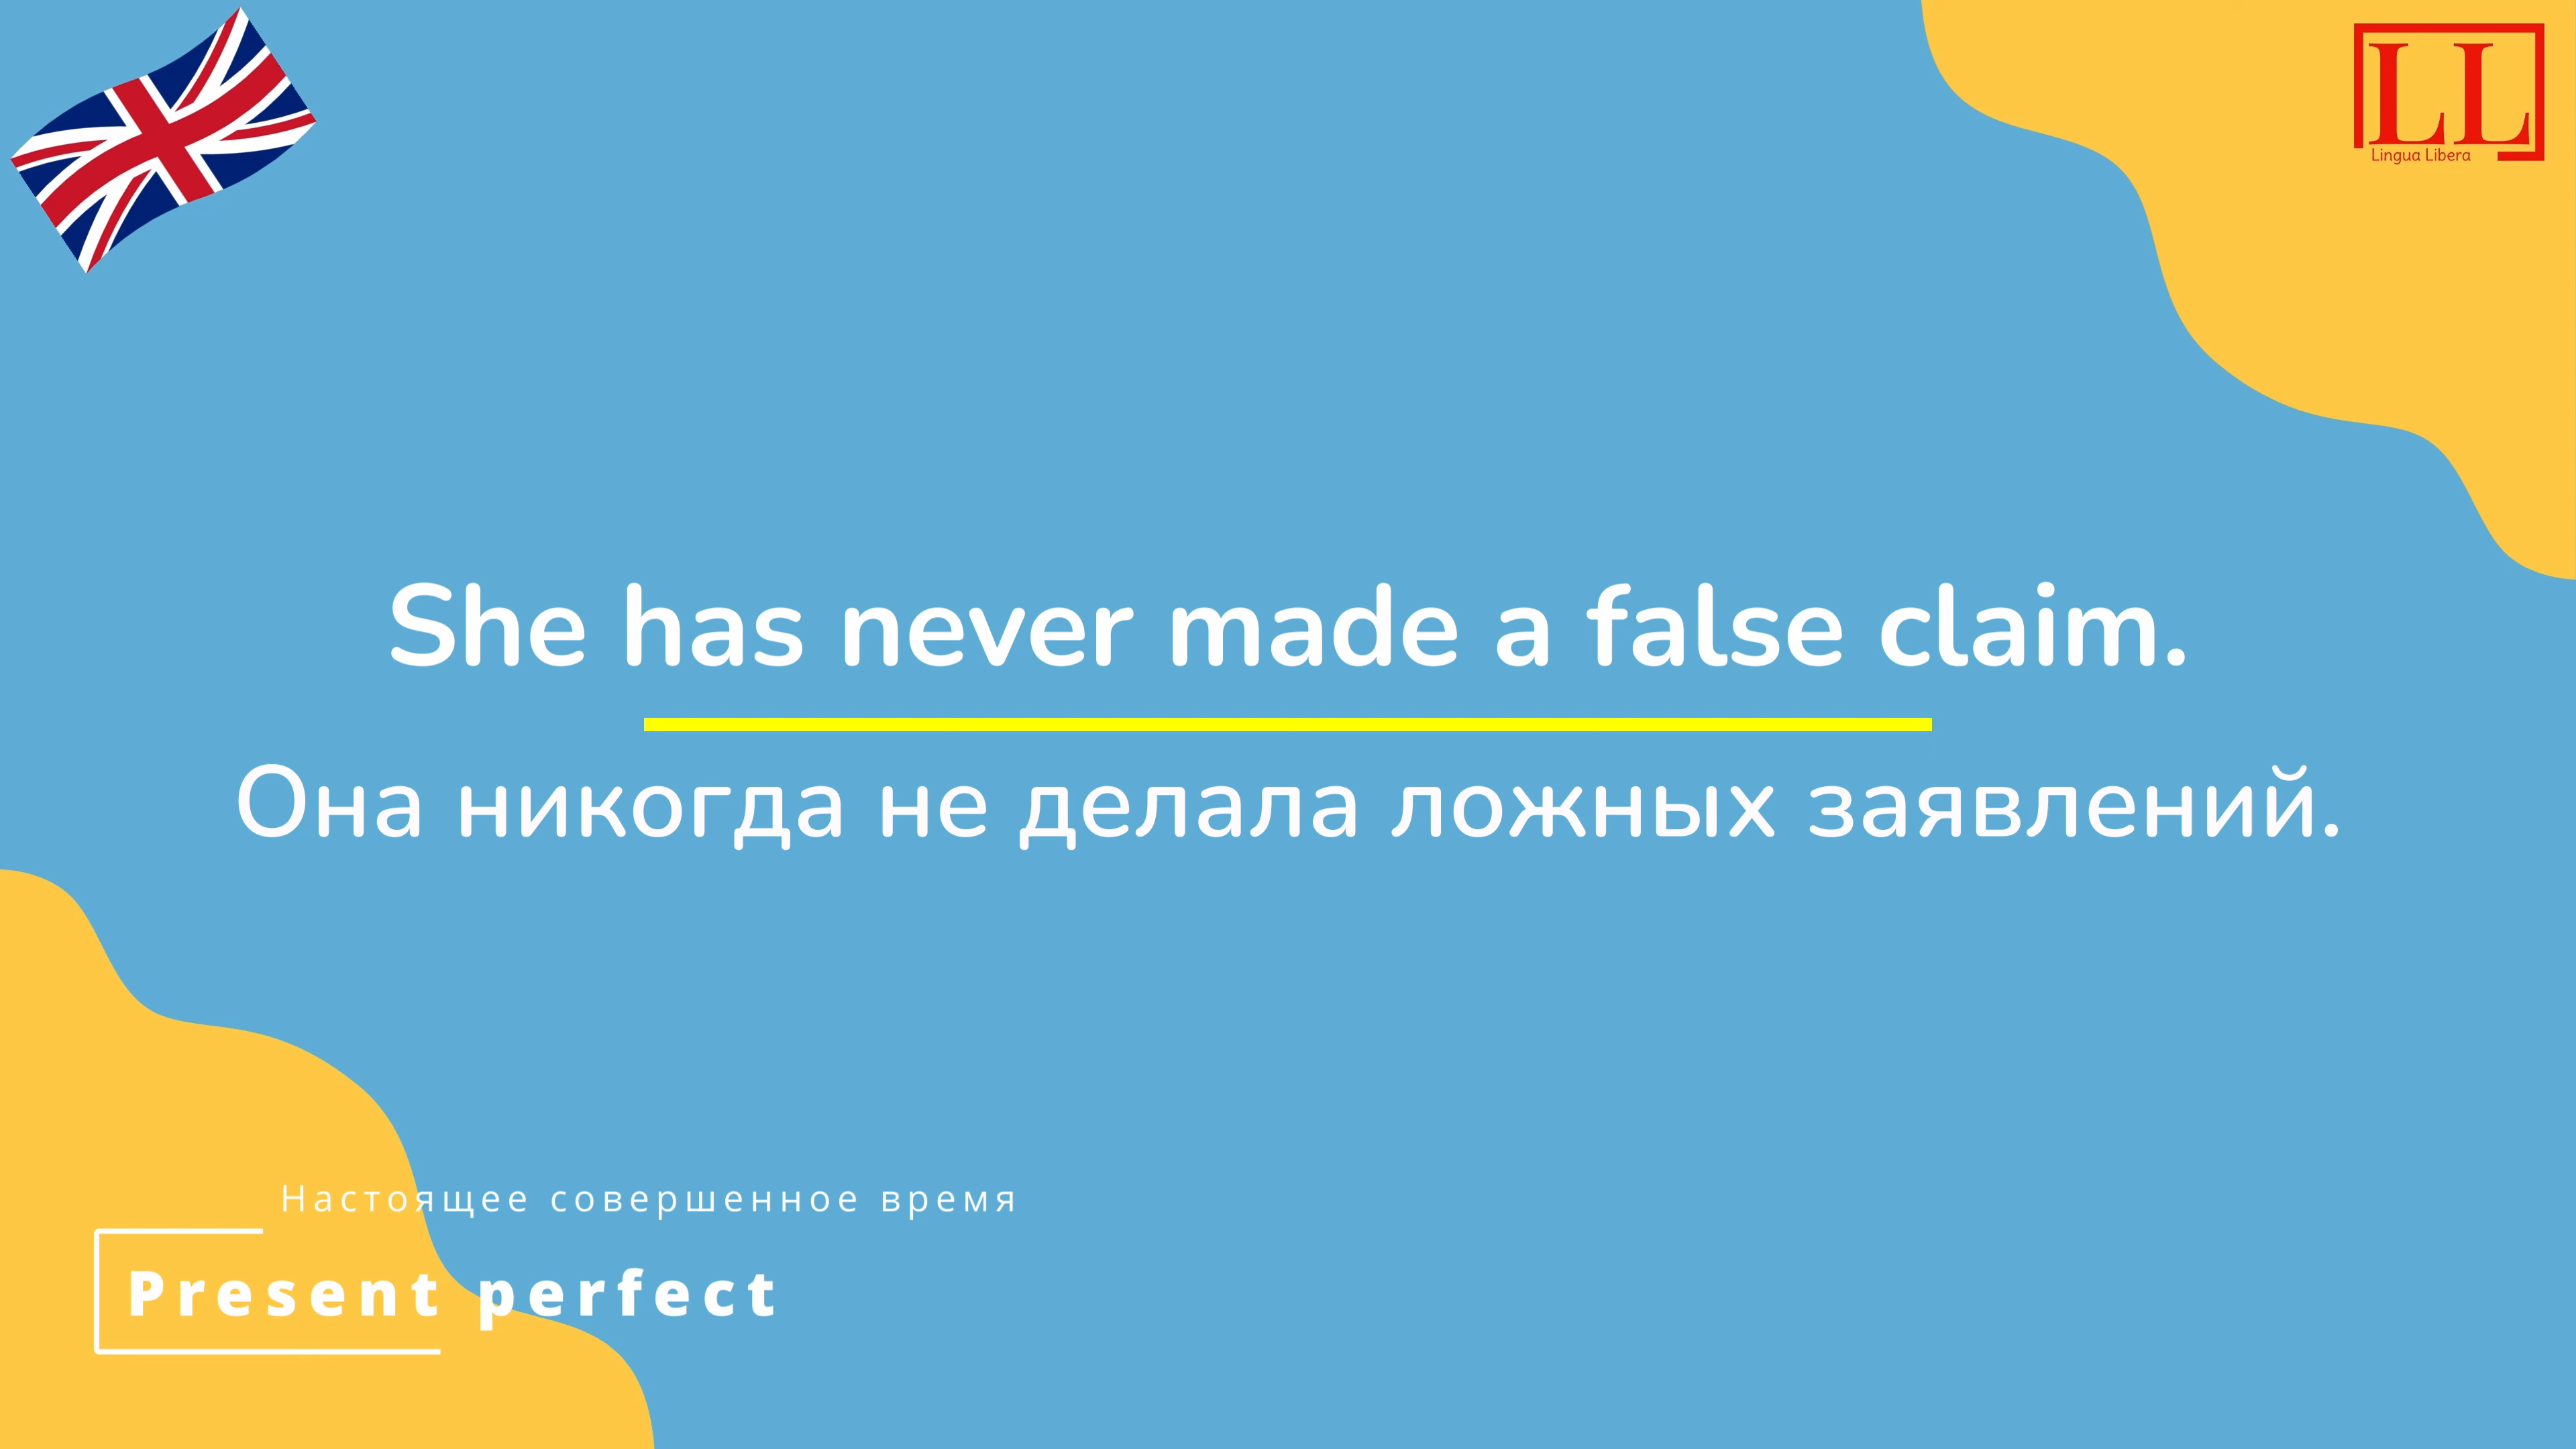 LL
Lingua Libera
She has never made a false claim.
Она никогда не делала ложных заявлений.
Настоящее совершенное время
Present perfect